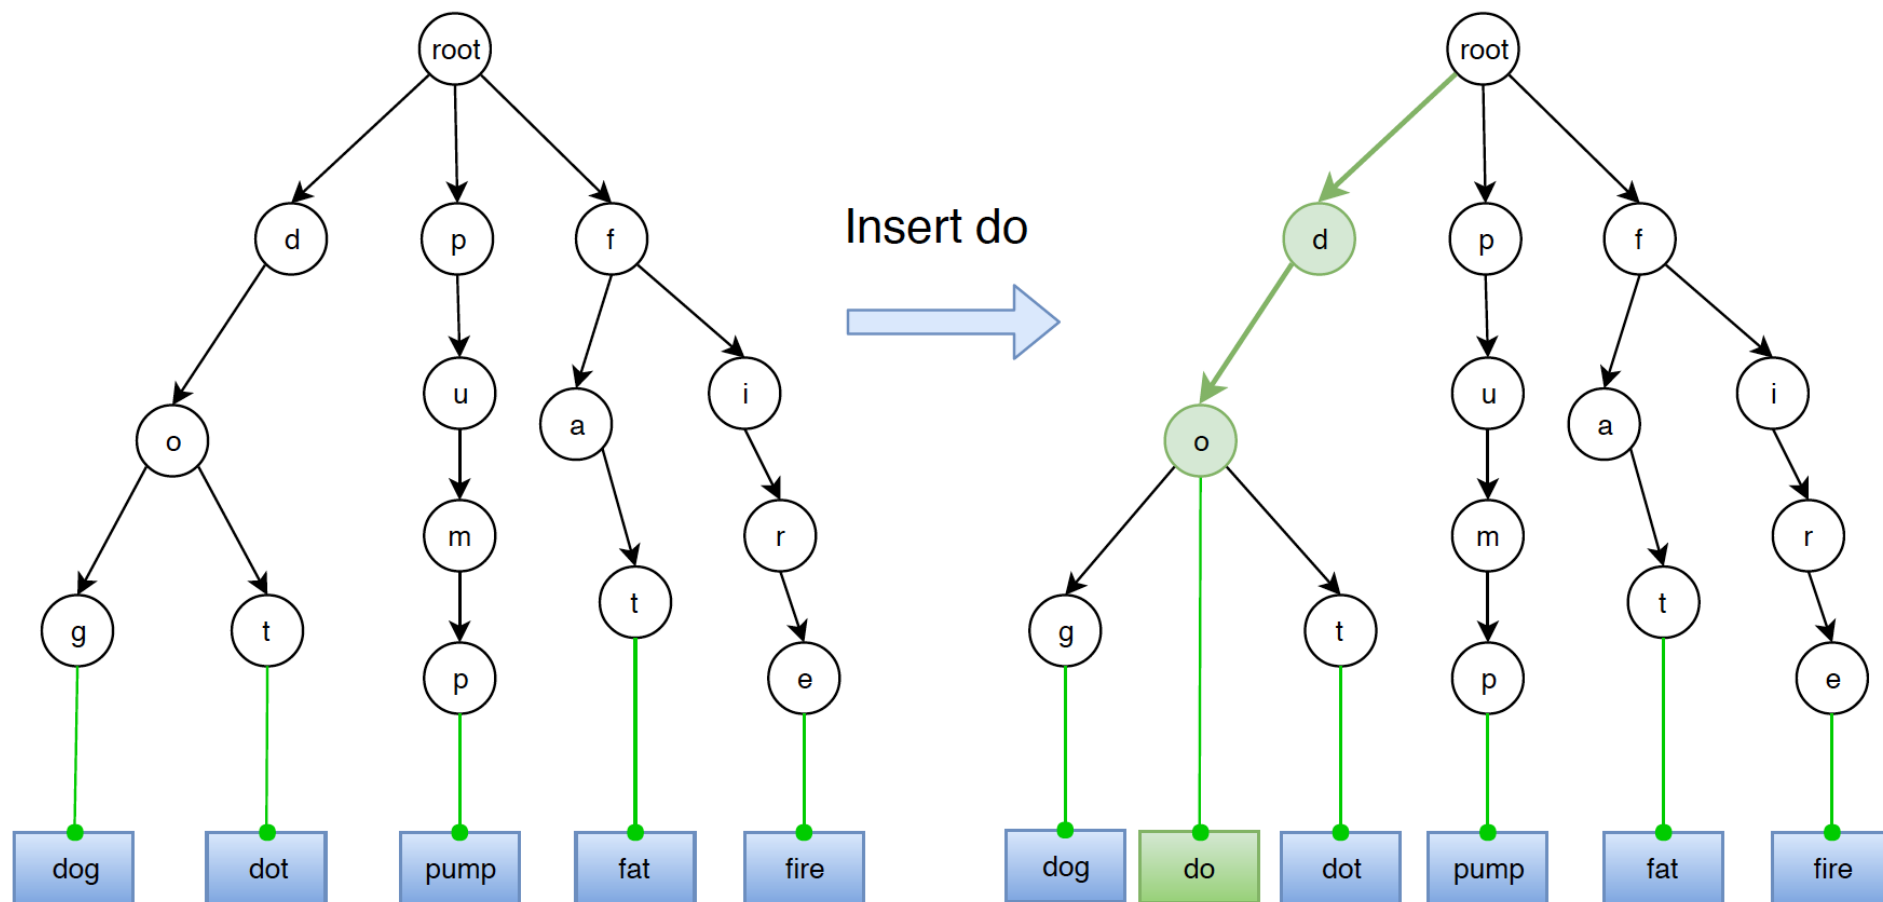 root
root
d
p
f
Insert do
d
p
f
u
i
a
o
u
i
a
o
m
r
m
r
g
t
t
g
t
t
p
e
p
e
dog
dot
pump
fat
fire
dog
do
dot
pump
fat
fire